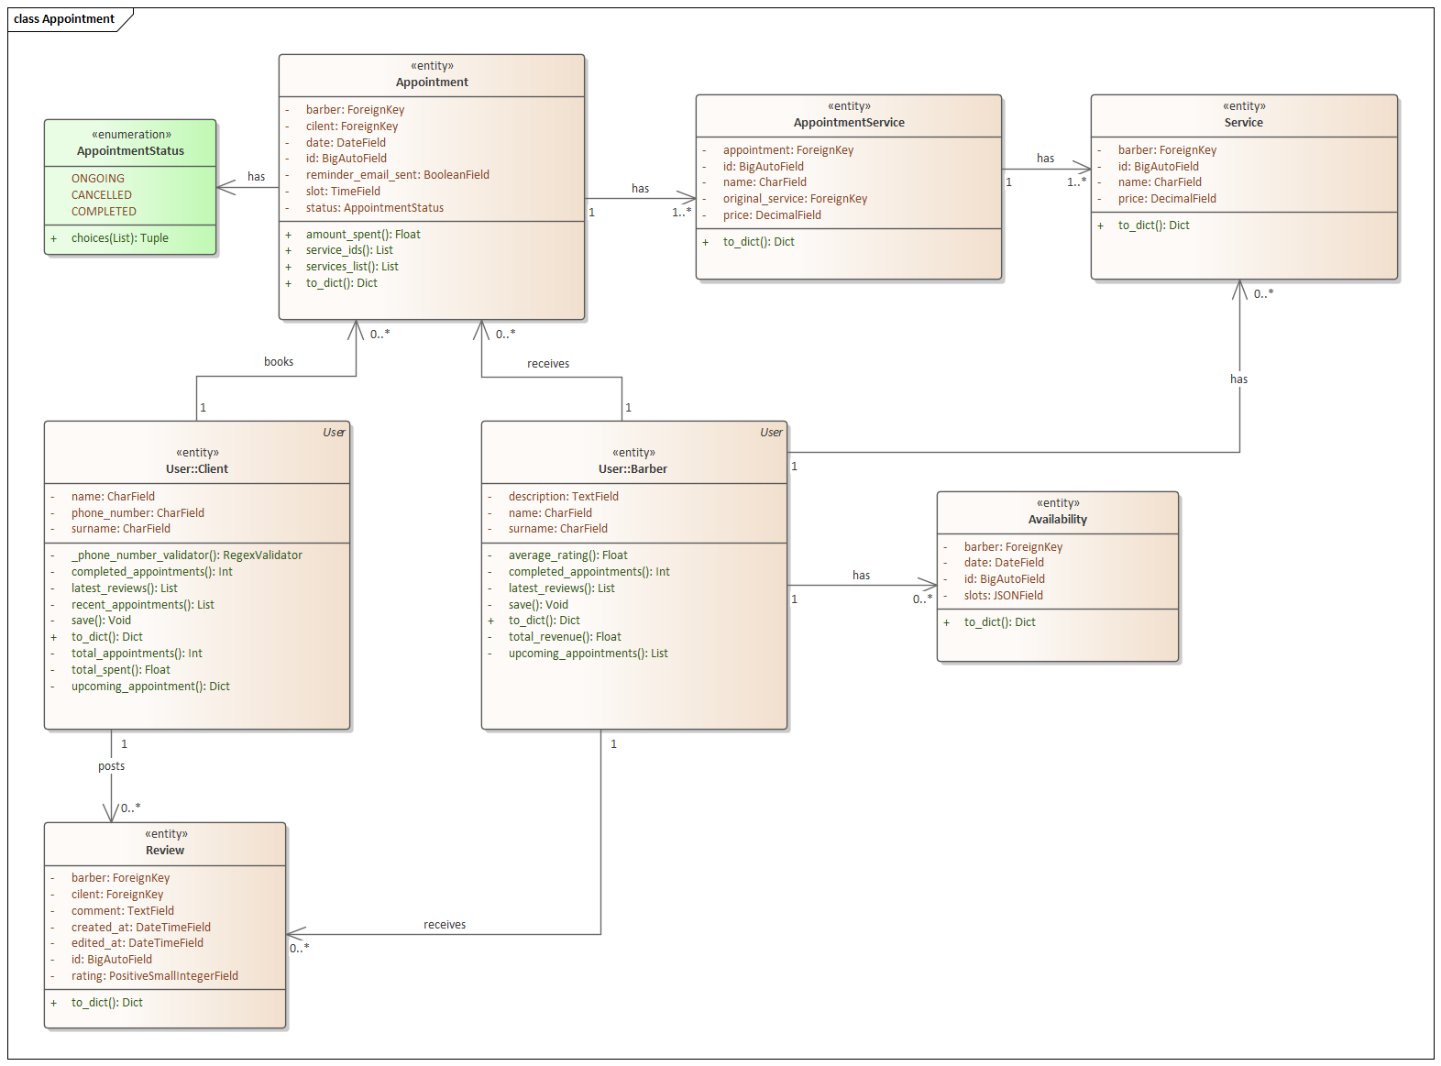 class Appointment
«entity»
Appointment
- barber: ForeignKey
- cilent: ForeignKey
- date: DateField
- id: BigAutoField
- reminder_email_sent: BooleanField
- slot: TimeField
- status: AppointmentStatus
+ amount_spent(): Float
+ service_ids(): List
+ services_list(): List
+ to_dict(): Dict
«enumeration»
AppointmentStatus
ONGOING
CANCELLED
COMPLETED
+ choices(List): Tuple
has
has
1
1..*
«entity»
AppointmentService
- appointment: ForeignKey
- id: BigAutoField
- name: CharField
- original_service: ForeignKey
- price: DecimalField
+ to_dict(): Dict
has
1
1..*
«entity»
Service
- barber: ForeignKey
- id: BigAutoField
- name: CharField
- price: DecimalField
+ to_dict(): Dict
0..*
0..*
0..*
books
receives
has
1
1
User
«entity»
User::Client
- name: CharField
- phone_number: CharField
- surname: CharField
- _phone_number_validator(): RegexValidator
- completed_appointments(): Int
- latest_reviews(): List
- recent_appointments(): List
- save(): Void
+ to_dict(): Dict
- total_appointments(): Int
- total_spent(): Float
- upcoming_appointment(): Dict
User
«entity»
User::Barber
- description: TextField
- name: CharField
- surname: CharField
- average_rating(): Float
- completed_appointments(): Int
- latest_reviews(): List
- save(): Void
+ to_dict(): Dict
- total_revenue(): Float
- upcoming_appointments(): List
1
has
1
0..*
«entity»
Availability
- barber: ForeignKey
- date: DateField
- id: BigAutoField
- slots: JSONField
+ to_dict(): Dict
1
posts
0..*
1
«entity»
Review
- barber: ForeignKey
- cilent: ForeignKey
- comment: TextField
- created_at: DateTimeField
- edited_at: DateTimeField
- id: BigAutoField
- rating: PositiveSmallIntegerField
+ to_dict(): Dict
receives
0..*